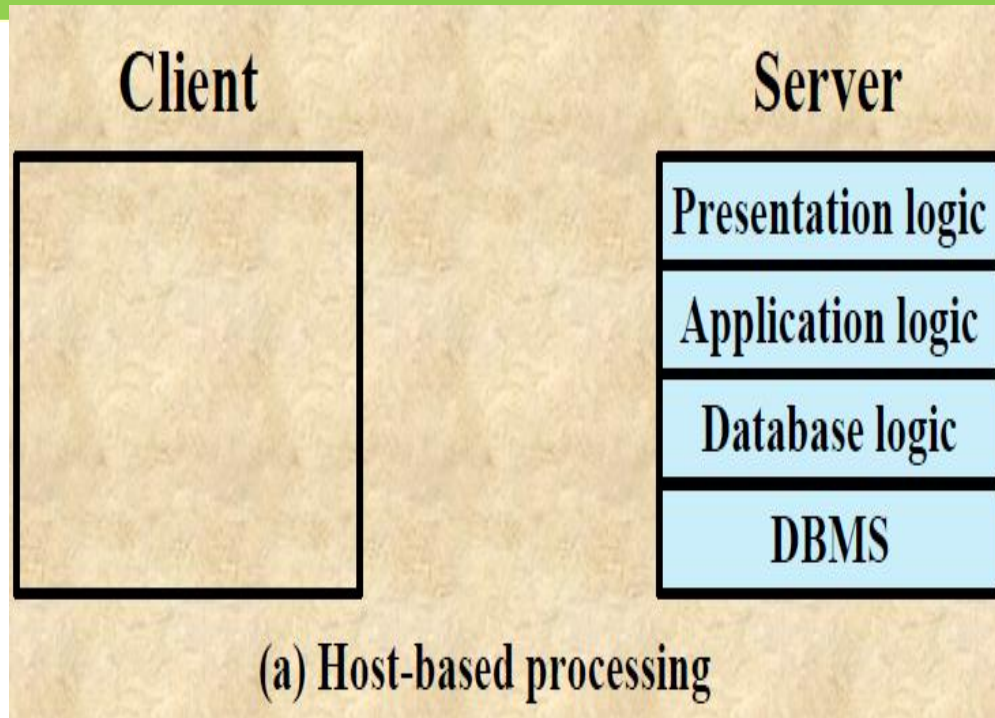 Client
Server
Presentation logic
Application logic
Database logic
DBMS
(a) Host-based processing